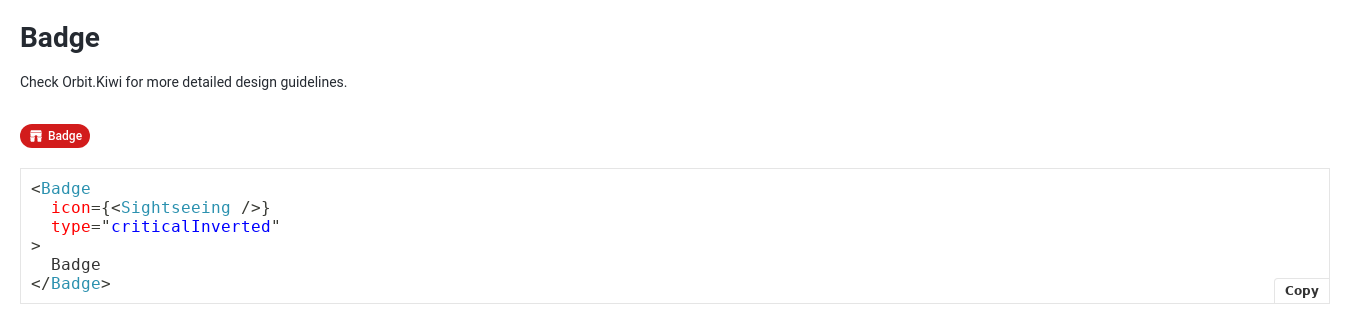 Badge
Check Orbit.Kiwi for more detailed design guidelines.
Badge
<Badge
  icon={<Sightseeing />}
  type="criticalInverted"
>
  Badge
</Badge>
Copy